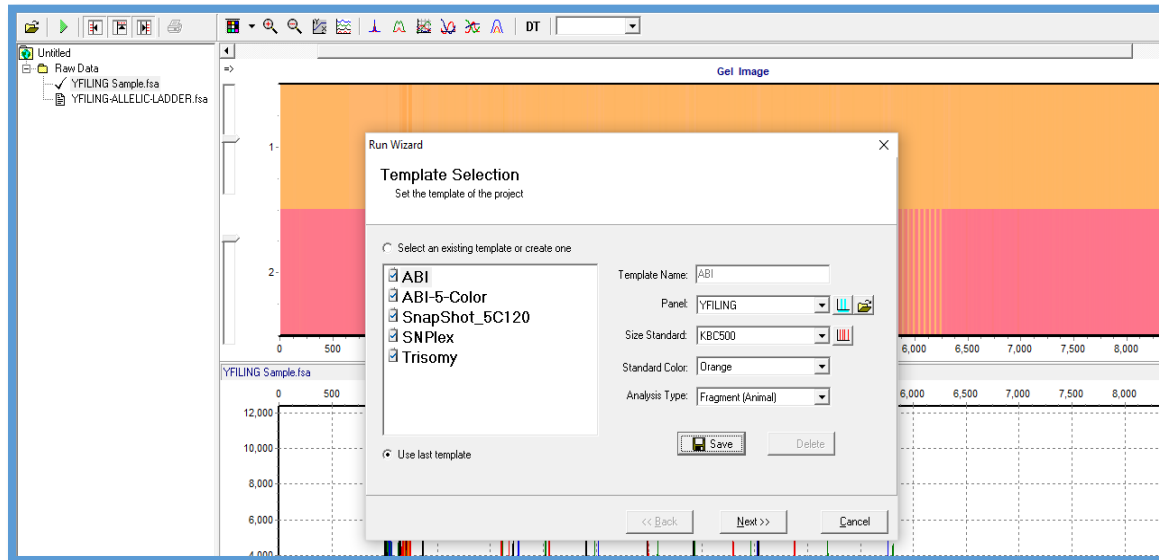 DT
Untitled
Raw Data
YFILING Sample.fsa
YFILING-ALLELIC-LADDER.fsa
=>
Gel Image
1-
2-
0 500 6,000 6,500 7,000 7,500 8,000
Run Wizard
Template Selection
Set the template of the project
Select an existing template or create one
ABI
ABI-5-Color
SnapShot_5C120
SNPlex
Trisomy
Use last template
Template Name: ABI
Panel: YFILING
Size Standard: KBC500
Standard Color: Orange
Analysis Type: Fragment (Animal)
Save Delete
<< Back Next >> Cancel
YFILING Sample.fsa
0 500 6,000 6,500 7,000 7,500 8,000
12,000
10,000
8,000
6,000
4,000